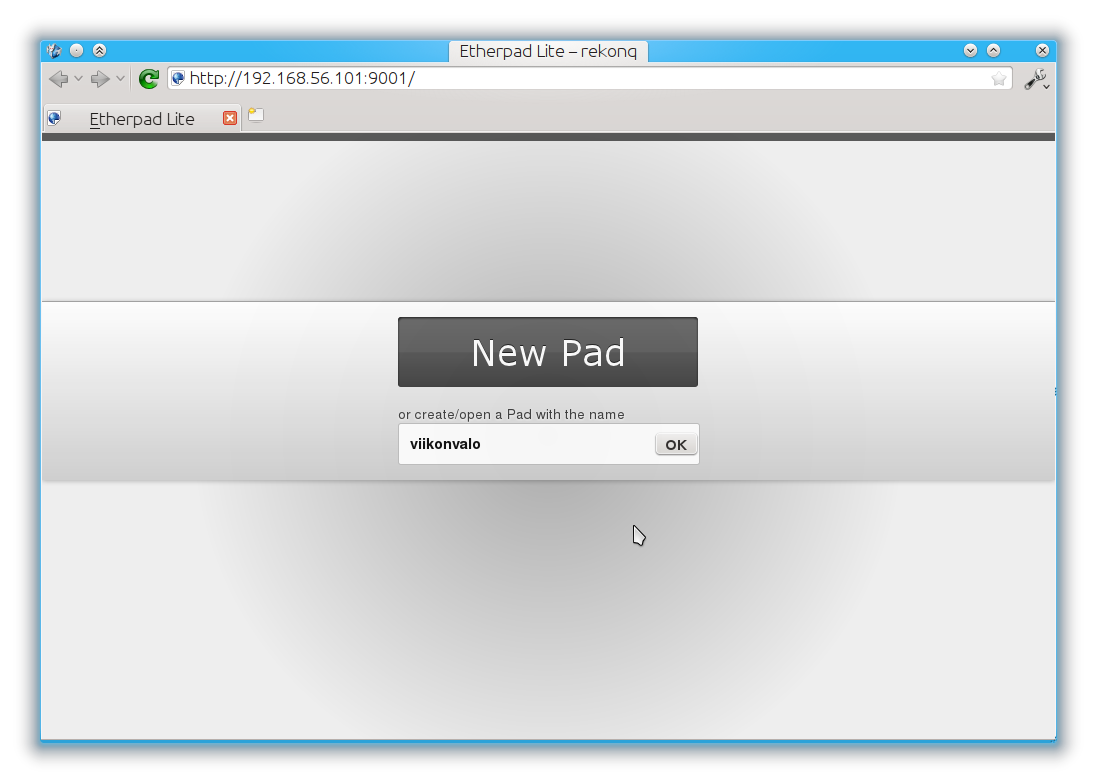 Etherpad Lite – rekonq
http://192.168.56.101:9001/
Etherpad Lite
New Pad
or create/open a Pad with the name
viikonvalo OK